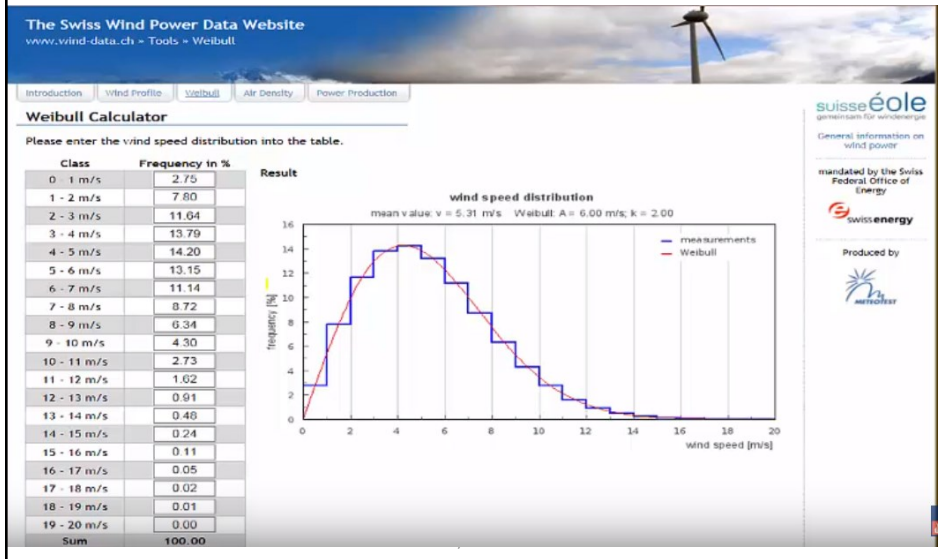 The Swiss Wind Power Data Website
www.wind-data.ch » Tools » Weibull
Introduction
Wind Profile
Weibull
Air Density
Power Production
Weibull Calculator
Please enter the wind speed distribution into the table.
Class Frequency in %
0 - 1 m/s 2.75
1 - 2 m/s 7.80
2 - 3 m/s 11.64
3 - 4 m/s 13.79
4 - 5 m/s 14.20
5 - 6 m/s 13.15
6 - 7 m/s 11.14
7 - 8 m/s 8.72
8 - 9 m/s 6.34
9 - 10 m/s 4.30
10 - 11 m/s 2.73
11 - 12 m/s 1.62
12 - 13 m/s 0.91
13 - 14 m/s 0.48
14 - 15 m/s 0.24
15 - 16 m/s 0.11
16 - 17 m/s 0.05
17 - 18 m/s 0.02
18 - 19 m/s 0.01
19 - 20 m/s 0.00
Sum 100.00
Result
wind speed distribution
mean value: v = 5.31 m/s Weibull: A = 6.00 m/s; k = 2.00
measurements
Weibull
frequency [%]
16
14
12
10
8
6
4
2
0
0 2 4 6 8 10 12 14 16 18 20
wind speed [m/s]
suisse éole
gemeinsam für windenergie
General information on
wind power
mandated by the Swiss
Federal Office of
Energy
swissenergy
Produced by
METEOTEST